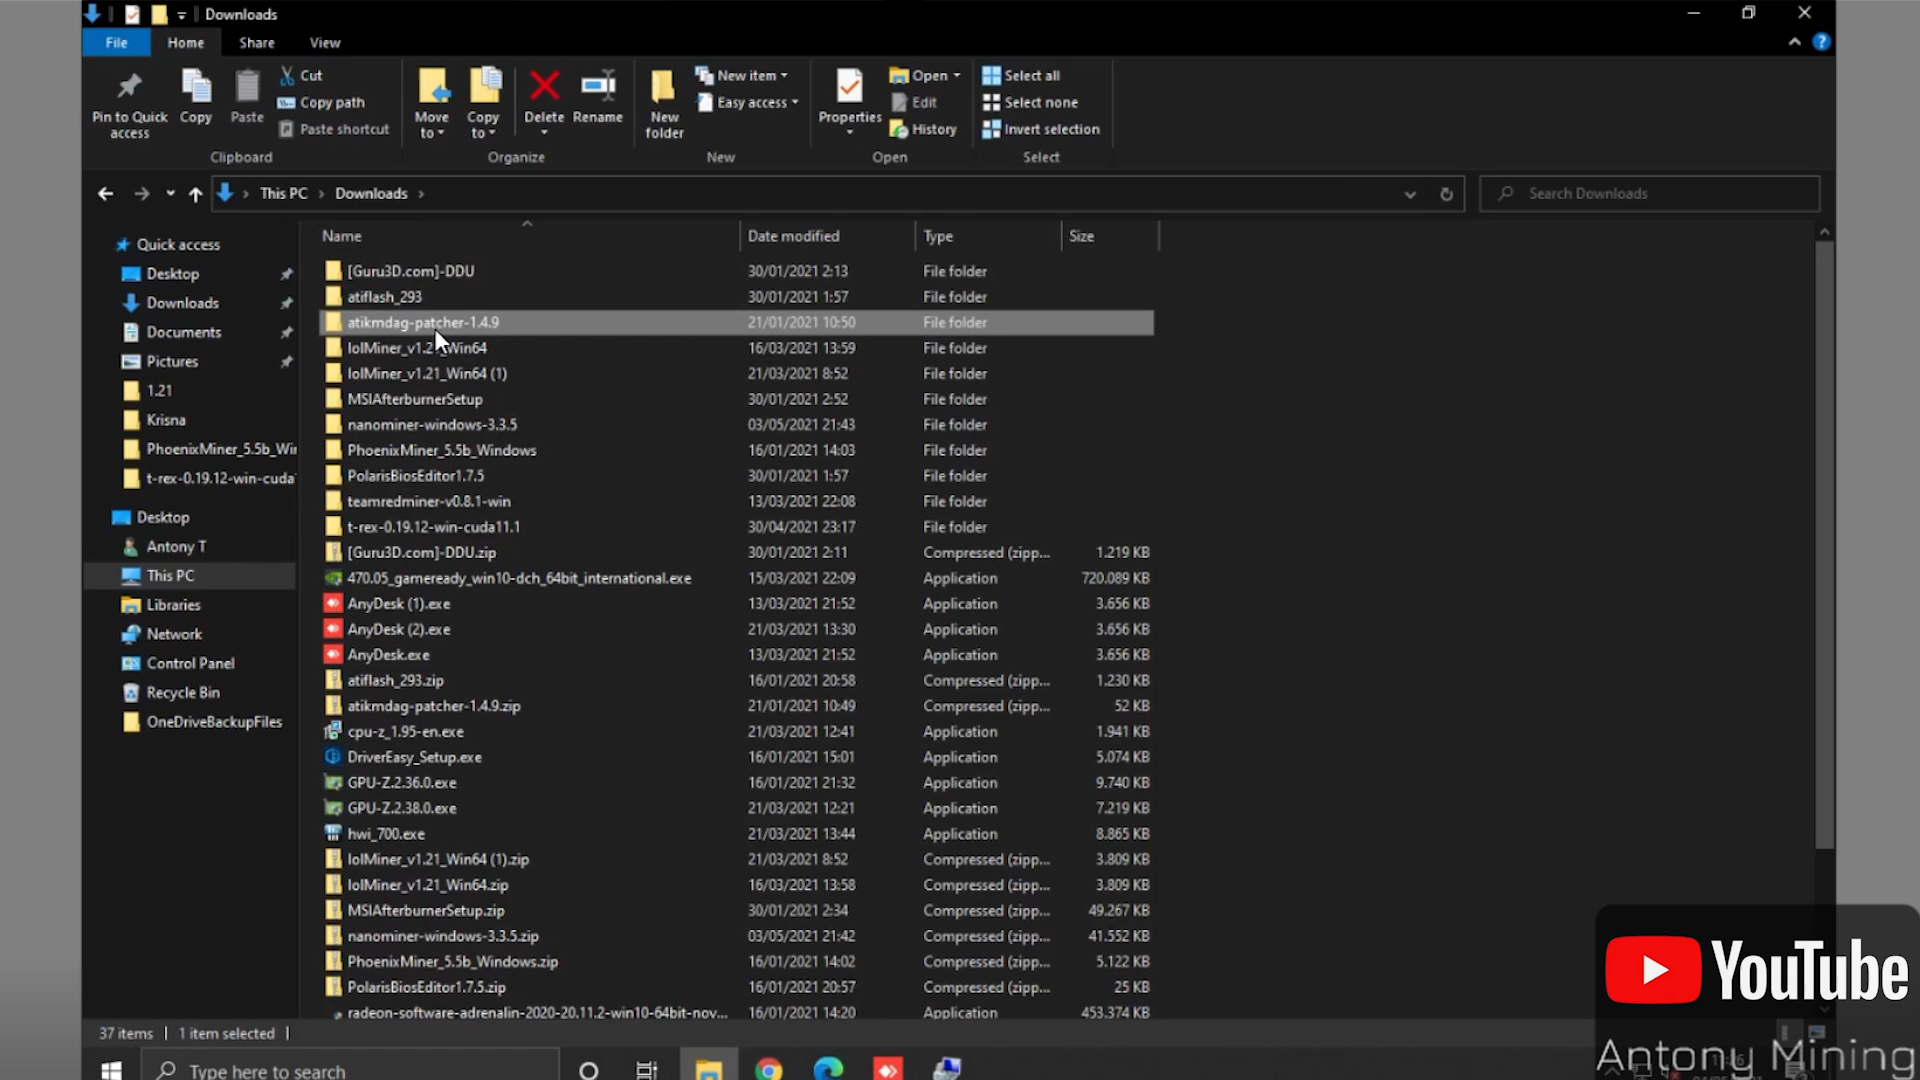 Downloads
File
Home
Share
View
Pin to Quick access
Copy
Paste
Cut
Copy path
Paste shortcut
Clipboard
Move to
Copy to
Delete
Rename
Organize
New folder
New item
Easy access
New
Properties
Open
Edit
History
Open
Select all
Select none
Invert selection
Select
This PC
Downloads
Search Downloads
Quick access
Desktop
Downloads
Documents
Pictures
1.21
Krisna
PhoenixMiner_5.5b_Wir
t-rex-0.19.12-win-cuda
Desktop
Antony T
This PC
Libraries
Network
Control Panel
Recycle Bin
OneDriveBackupFiles
Name Date modified Type Size
[Guru3D.com]-DDU 30/01/2021 2:13 File folder
atiflash_293 30/01/2021 1:57 File folder
atikmdag-patcher-1.4.9 21/01/2021 10:50 File folder
lolMiner_v1.21_Win64 16/03/2021 13:59 File folder
lolMiner_v1.21_Win64 (1) 21/03/2021 8:52 File folder
MSIAfterburnerSetup 30/01/2021 2:52 File folder
nanominer-windows-3.3.5 03/05/2021 21:43 File folder
PhoenixMiner_5.5b_Windows 16/01/2021 14:03 File folder
PolarisBiosEditor1.7.5 30/01/2021 1:57 File folder
teamredminer-v0.8.1-win 13/03/2021 22:08 File folder
t-rex-0.19.12-win-cuda11.1 30/04/2021 23:17 File folder
[Guru3D.com]-DDU.zip 30/01/2021 2:11 Compressed (zipp... 1.219 KB
470.05_gameready_win10-dch_64bit_international.exe 15/03/2021 22:09 Application 720.089 KB
AnyDesk (1).exe 13/03/2021 21:52 Application 3.656 KB
AnyDesk (2).exe 21/03/2021 13:30 Application 3.656 KB
AnyDesk.exe 13/03/2021 21:52 Application 3.656 KB
atiflash_293.zip 16/01/2021 20:58 Compressed (zipp... 1.230 KB
atikmdag-patcher-1.4.9.zip 21/01/2021 10:49 Compressed (zipp... 52 KB
cpu-z_1.95-en.exe 21/03/2021 12:41 Application 1.941 KB
DriverEasy_Setup.exe 16/01/2021 15:01 Application 5.074 KB
GPU-Z.2.36.0.exe 16/01/2021 21:32 Application 9.740 KB
GPU-Z.2.38.0.exe 21/03/2021 12:21 Application 7.219 KB
hwi_700.exe 21/03/2021 13:44 Application 8.865 KB
lolMiner_v1.21_Win64 (1).zip 21/03/2021 8:52 Compressed (zipp... 3.809 KB
lolMiner_v1.21_Win64.zip 16/03/2021 13:58 Compressed (zipp... 3.809 KB
MSIAfterburnerSetup.zip 30/01/2021 2:34 Compressed (zipp... 49.267 KB
nanominer-windows-3.3.5.zip 03/05/2021 21:42 Compressed (zipp... 41.552 KB
PhoenixMiner_5.5b_Windows.zip 16/01/2021 14:02 Compressed (zipp... 5.122 KB
PolarisBiosEditor1.7.5.zip 16/01/2021 20:57 Compressed (zipp... 25 KB
radeon-software-adrenalin-2020-20.11.2-win10-64bit-nov... 16/01/2021 14:20 Application 453.374 KB
37 items 1 item selected
Type here to search
YouTube
Antony Mining